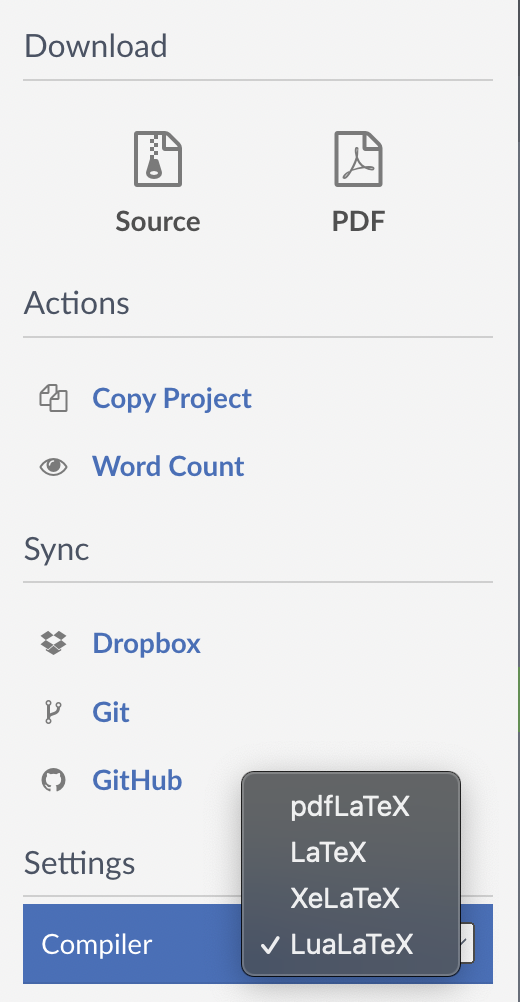 Download
Source PDF
Actions
Copy Project
Word Count
Sync
Dropbox
Git
GitHub
Settings
pdfLaTeX
LaTeX
XeLaTeX
Compiler ✓ LuaLaTeX